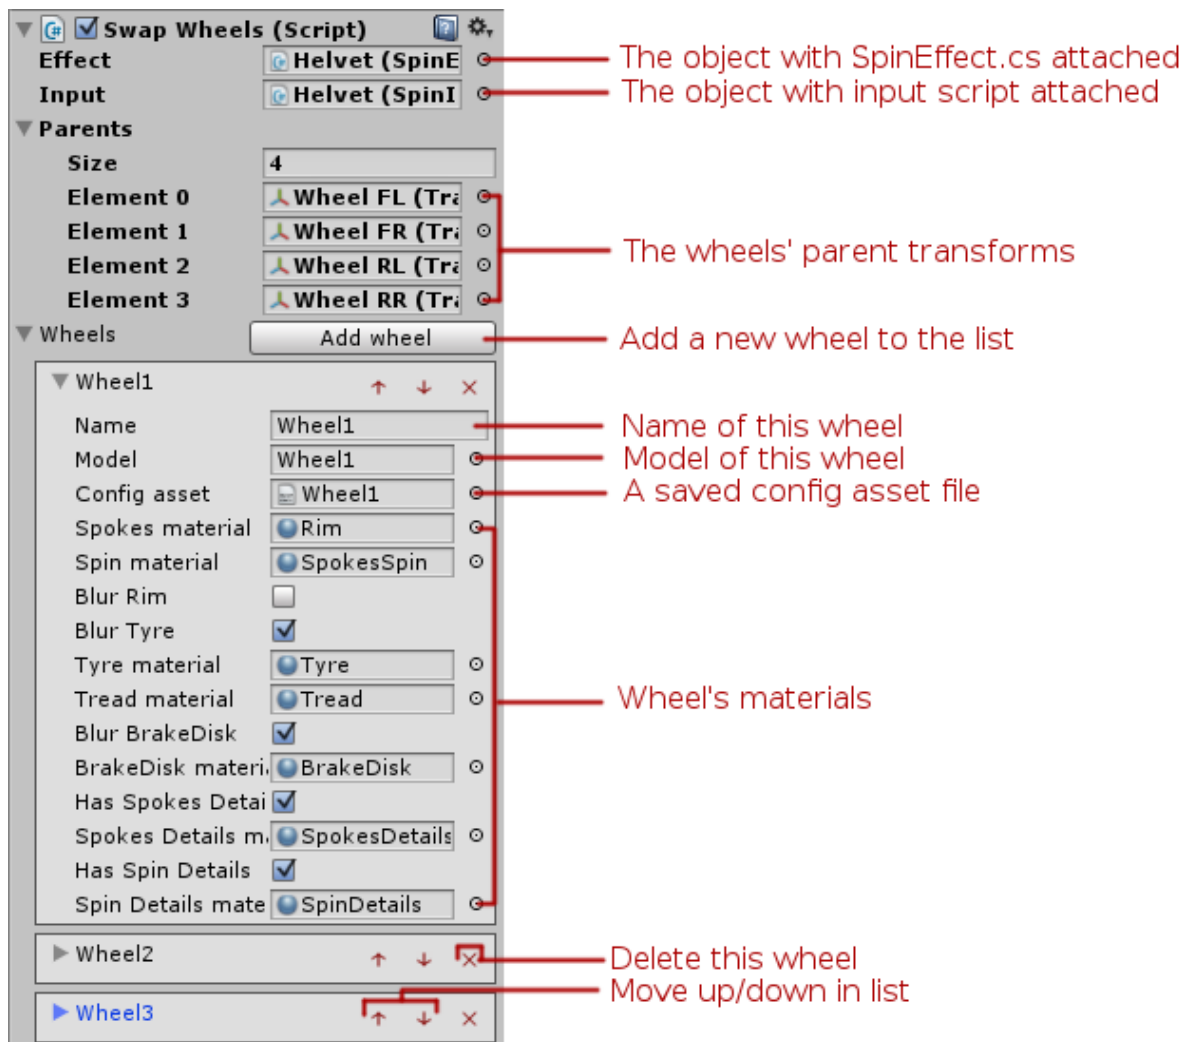 Swap Wheels (Script)
Effect Helvet (SpinE The object with SpinEffect.cs attached
Input Helvet (SpinI The object with input script attached
Parents
Size 4
Element 0 Wheel FL (Tra
Element 1 Wheel FR (Tra
Element 2 Wheel RL (Tra
The wheels' parent transforms
Element 3 Wheel RR (Tra
Wheels Add wheel Add a new wheel to the list
Wheel1
Name Wheel1 Name of this wheel
Model Wheel1 Model of this wheel
Config asset Wheel1 A saved config asset file
Spokes material Rim
Spin material SpokesSpin
Blur Rim
Blur Tyre
Tyre material Tyre
Tread material Tread Wheel's materials
Blur BrakeDisk
BrakeDisk materi BrakeDisk
Has Spokes Detai
Spokes Details m SpokesDetails
Has Spin Details
Spin Details mate SpinDetails
Wheel2 Delete this wheel
Move up/down in list
Wheel3